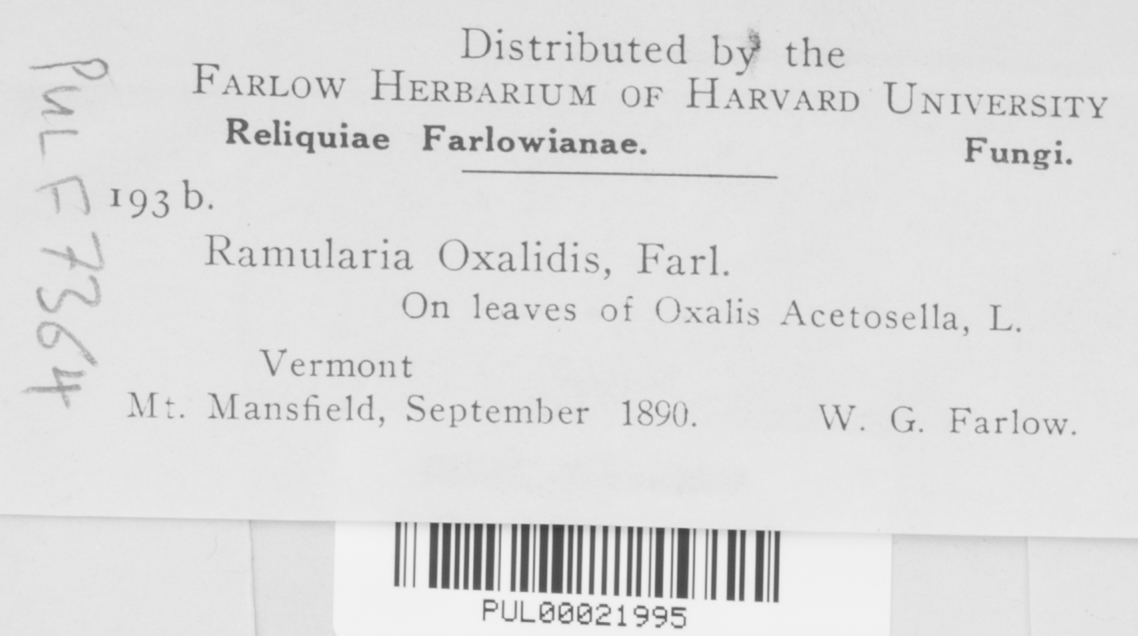 Distributed by the
FARLOW HERBARIUM OF HARVARD UNIVERSITY
Reliquiae Farlowianae. Fungi.
193 b.
Ramularia Oxalidis, Farl.
On leaves of Oxalis Acetosella, L.
Vermont
Mt. Mansfield, September 1890. W. G. Farlow.
PUL F7364
PUL00021995